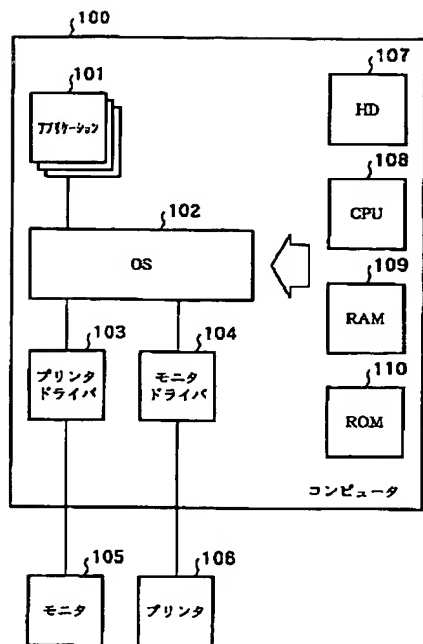 100
101
アプリケーション
102
OS
103
プリンタ
ドライバ
104
モニタ
ドライバ
107
HD
108
CPU
109
RAM
110
ROM
コンピュータ
105
モニタ
106
プリンタ